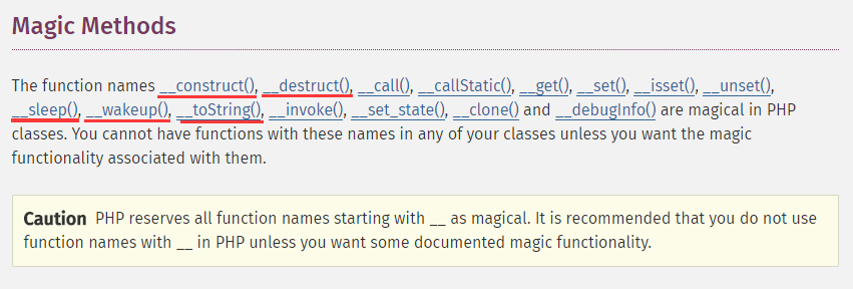 Magic Methods
The function names __construct(), __destruct(), __call(), __callStatic(), __get(), __set(), __isset(), __unset(),
__sleep(), __wakeup(), __toString(), __invoke(), __set_state(), __clone() and __debugInfo() are magical in PHP
classes. You cannot have functions with these names in any of your classes unless you want the magic
functionality associated with them.
Caution PHP reserves all function names starting with __ as magical. It is recommended that you do not use
function names with __ in PHP unless you want some documented magic functionality.